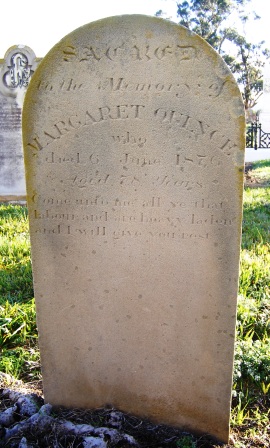 SACRED
to the Memory of
MARGARET QUINCE
who
died 6 June 1876
Aged 78 Years
Come unto me all ye that
labour and are heavy laden
and I will give you rest